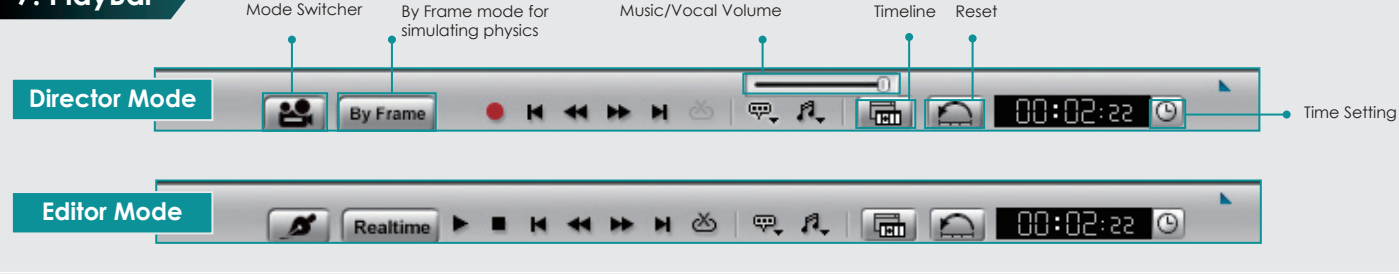 7. PlayBar
Mode Switcher
By Frame mode for
simulating physics
Music/Vocal Volume
Timeline
Reset
Director Mode
By Frame
00:02:22
Time Setting
Editor Mode
Realtime
00:02:22